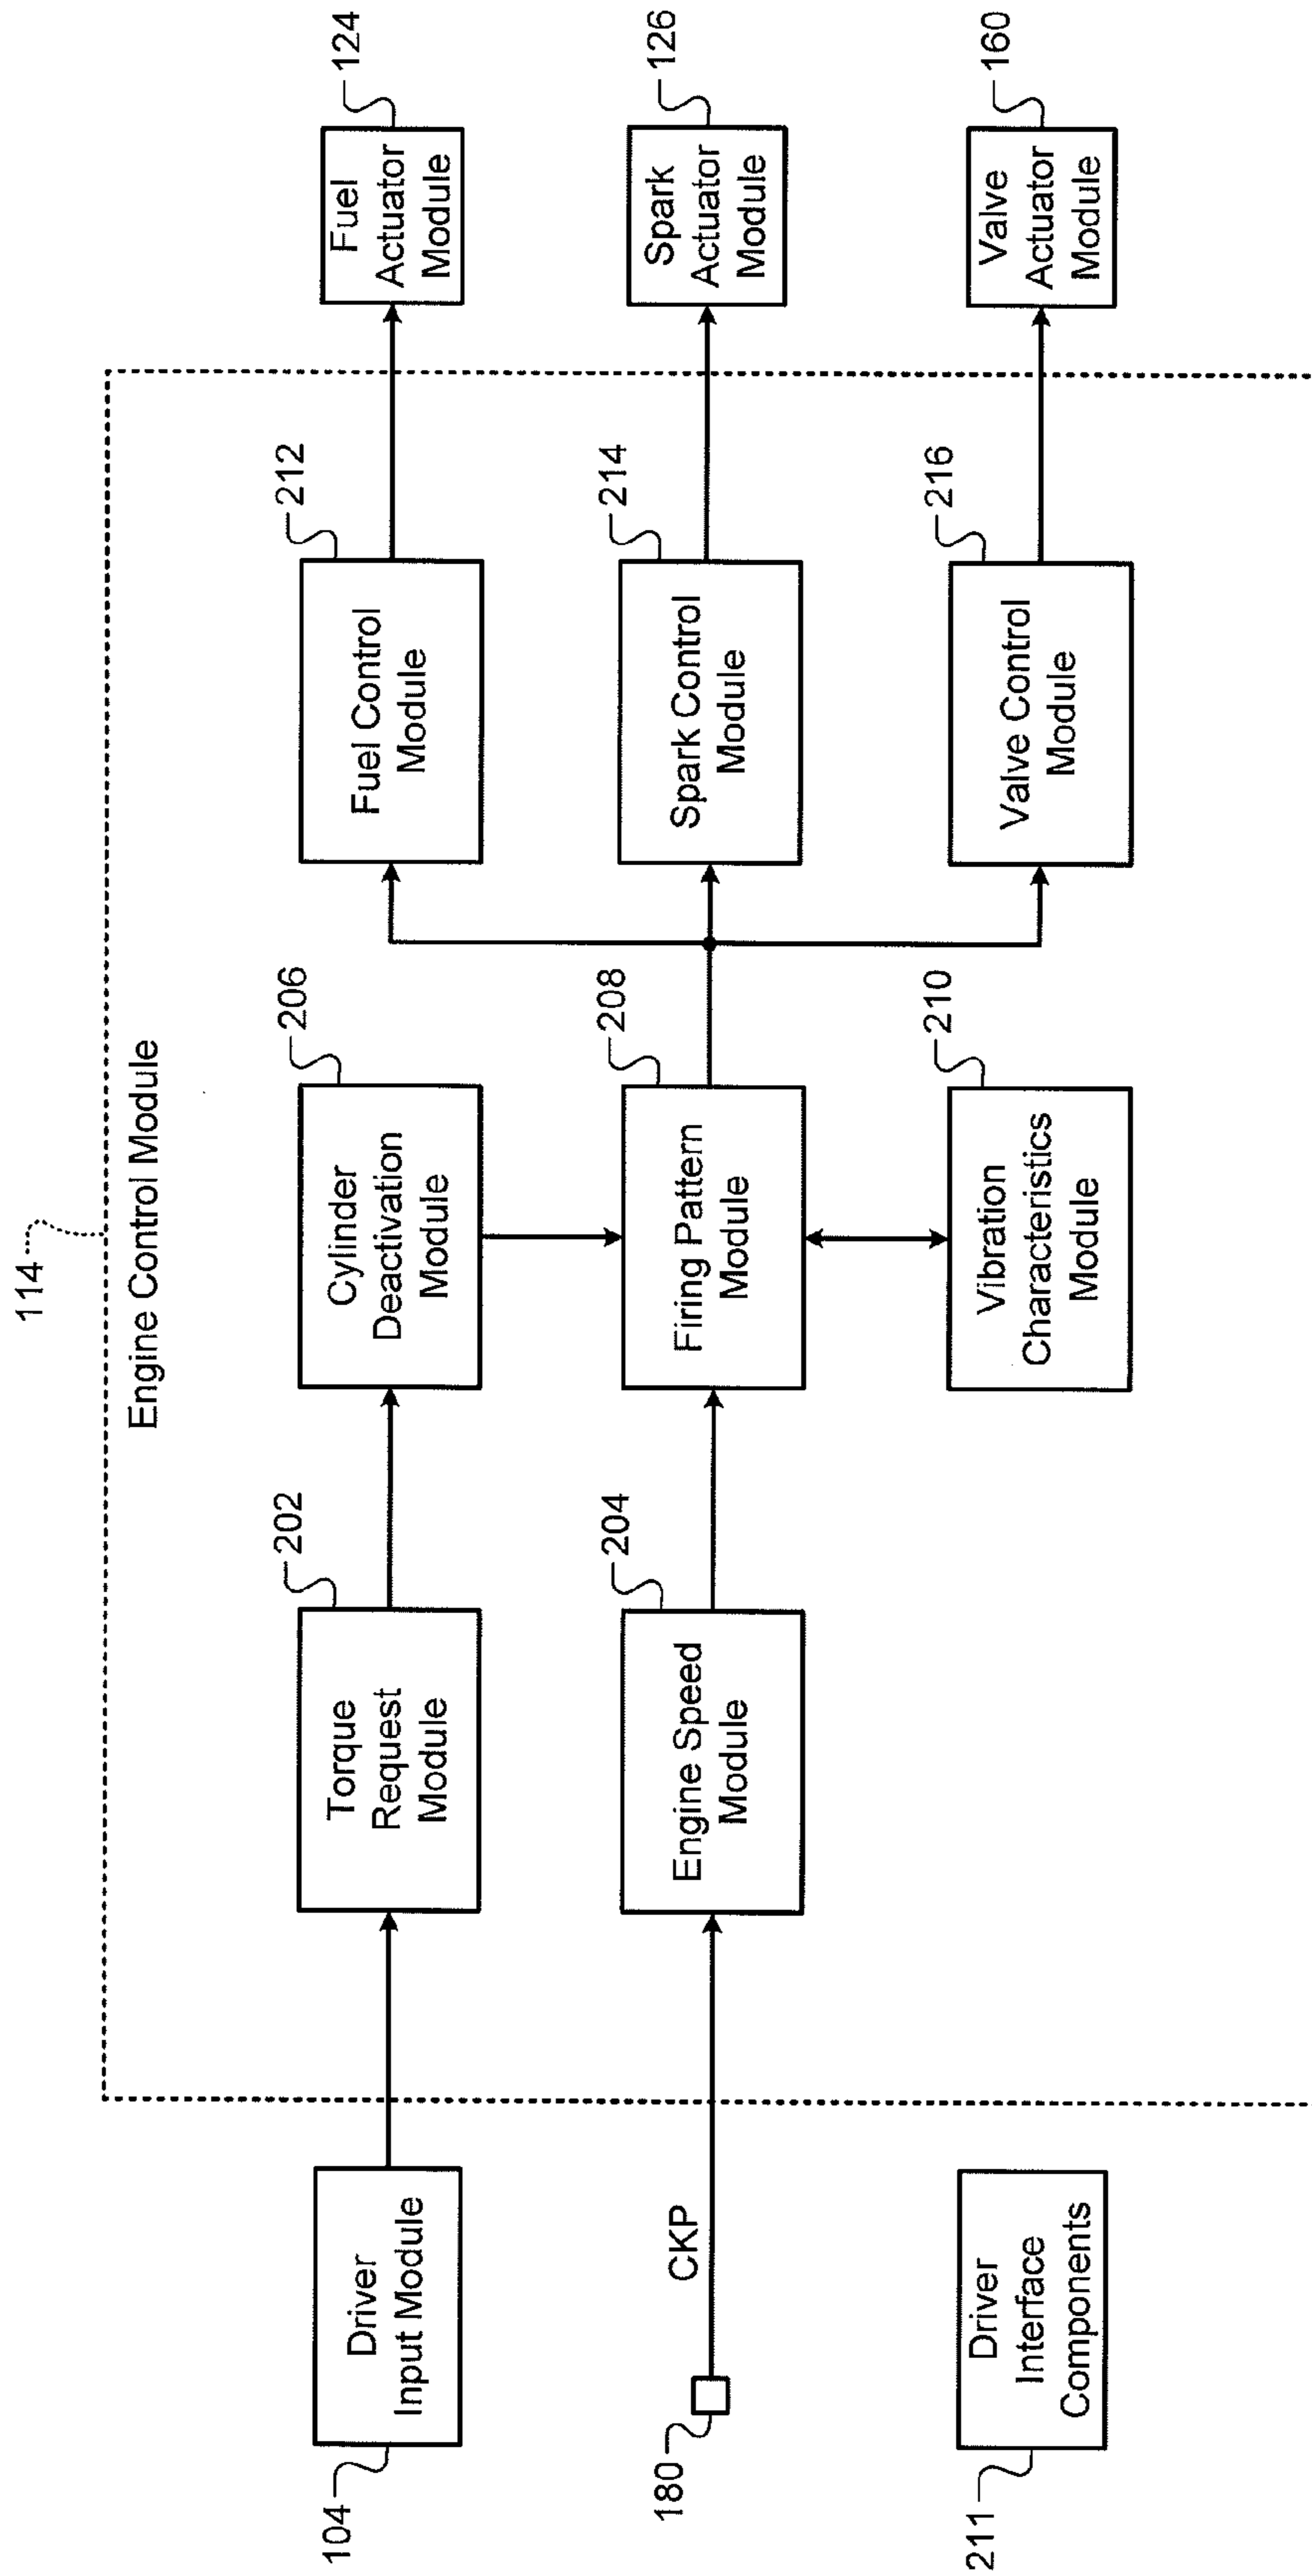 114
Engine Control Module
104
Driver
Input Module
202
Torque
Request
Module
206
Cylinder
Deactivation
Module
212
Fuel Control
Module
Fuel
Actuator
Module
124
180
CKP
204
Engine Speed
Module
208
Firing Pattern
Module
214
Spark Control
Module
Spark
Actuator
Module
126
211
Driver
Interface
Components
210
Vibration
Characteristics
Module
216
Valve Control
Module
Valve
Actuator
Module
160